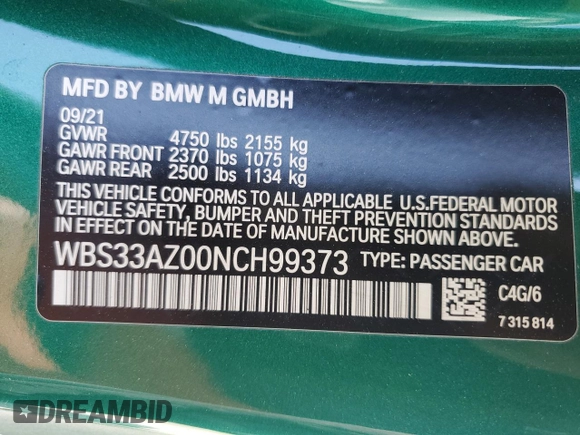 MFD BY BMW M GMBH
09/21
GVWR 4750 lbs 2155 kg
GAWR FRONT 2370 lbs 1075 kg
GAWR REAR 2500 lbs 1134 kg
THIS VEHICLE CONFORMS TO ALL APPLICABLE U.S.FEDERAL MOTOR
VEHICLE SAFETY, BUMPER AND THEFT PREVENTION STANDARDS
IN EFFECT ON THE DATE OF MANUFACTURE SHOWN ABOVE.
WBS33AZ00NCH99373 TYPE: PASSENGER CAR
C4G/6
7 315 814
DREAMBID